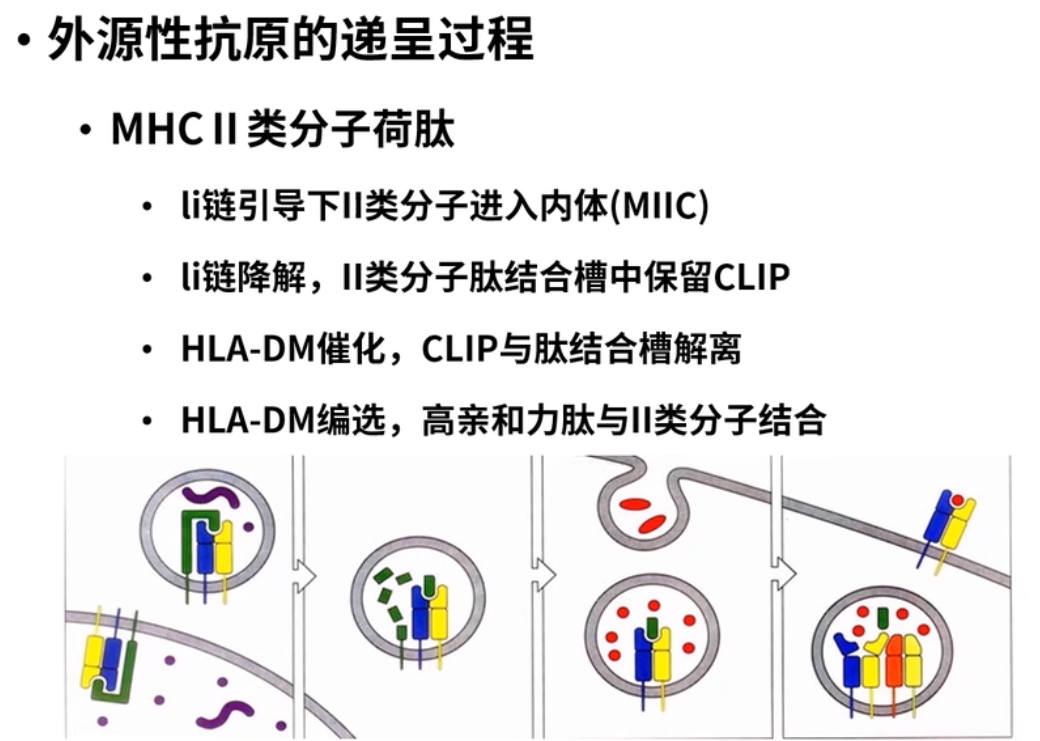 • 外源性抗原的递呈过程
• MHC II 类分子荷肽
• li链引导下II类分子进入内体(MIIC)
• li链降解，II类分子肽结合槽中保留CLIP
• HLA-DM催化，CLIP与肽结合槽解离
• HLA-DM编选，高亲和力肽与II类分子结合